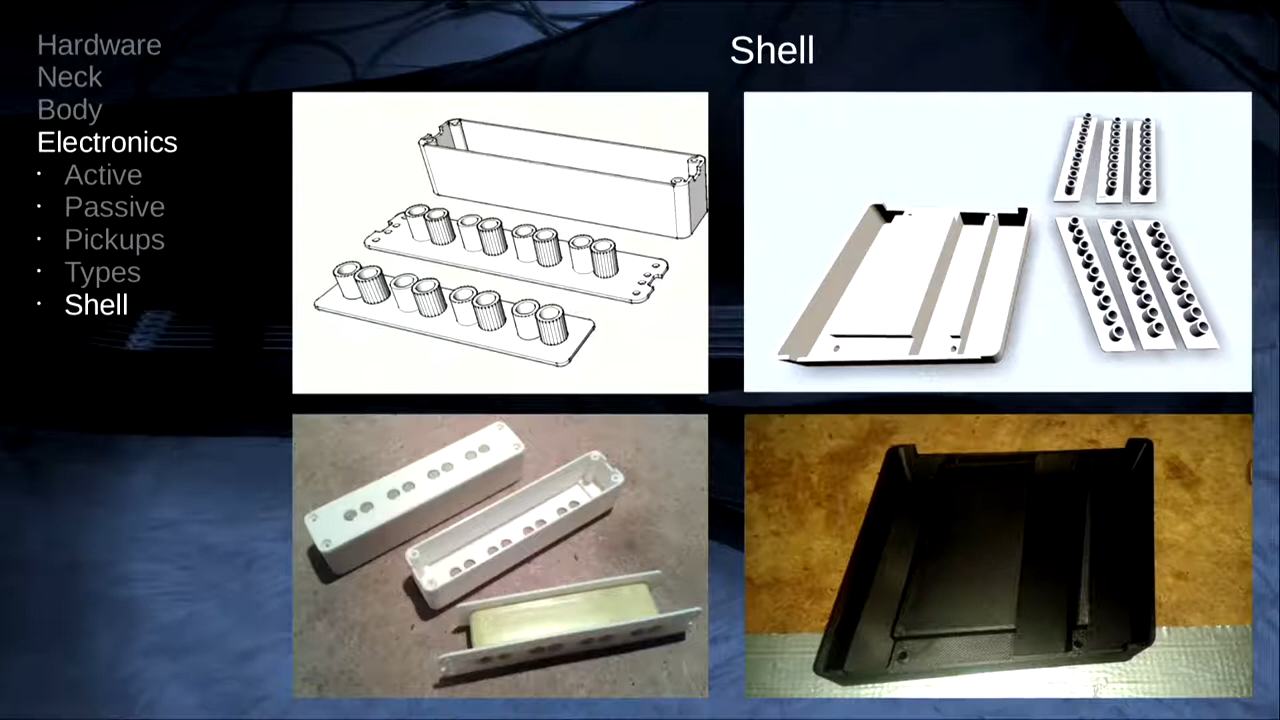 Hardware
Neck
Body
Electronics
• Active
• Passive
• Pickups
• Types
• Shell
Shell